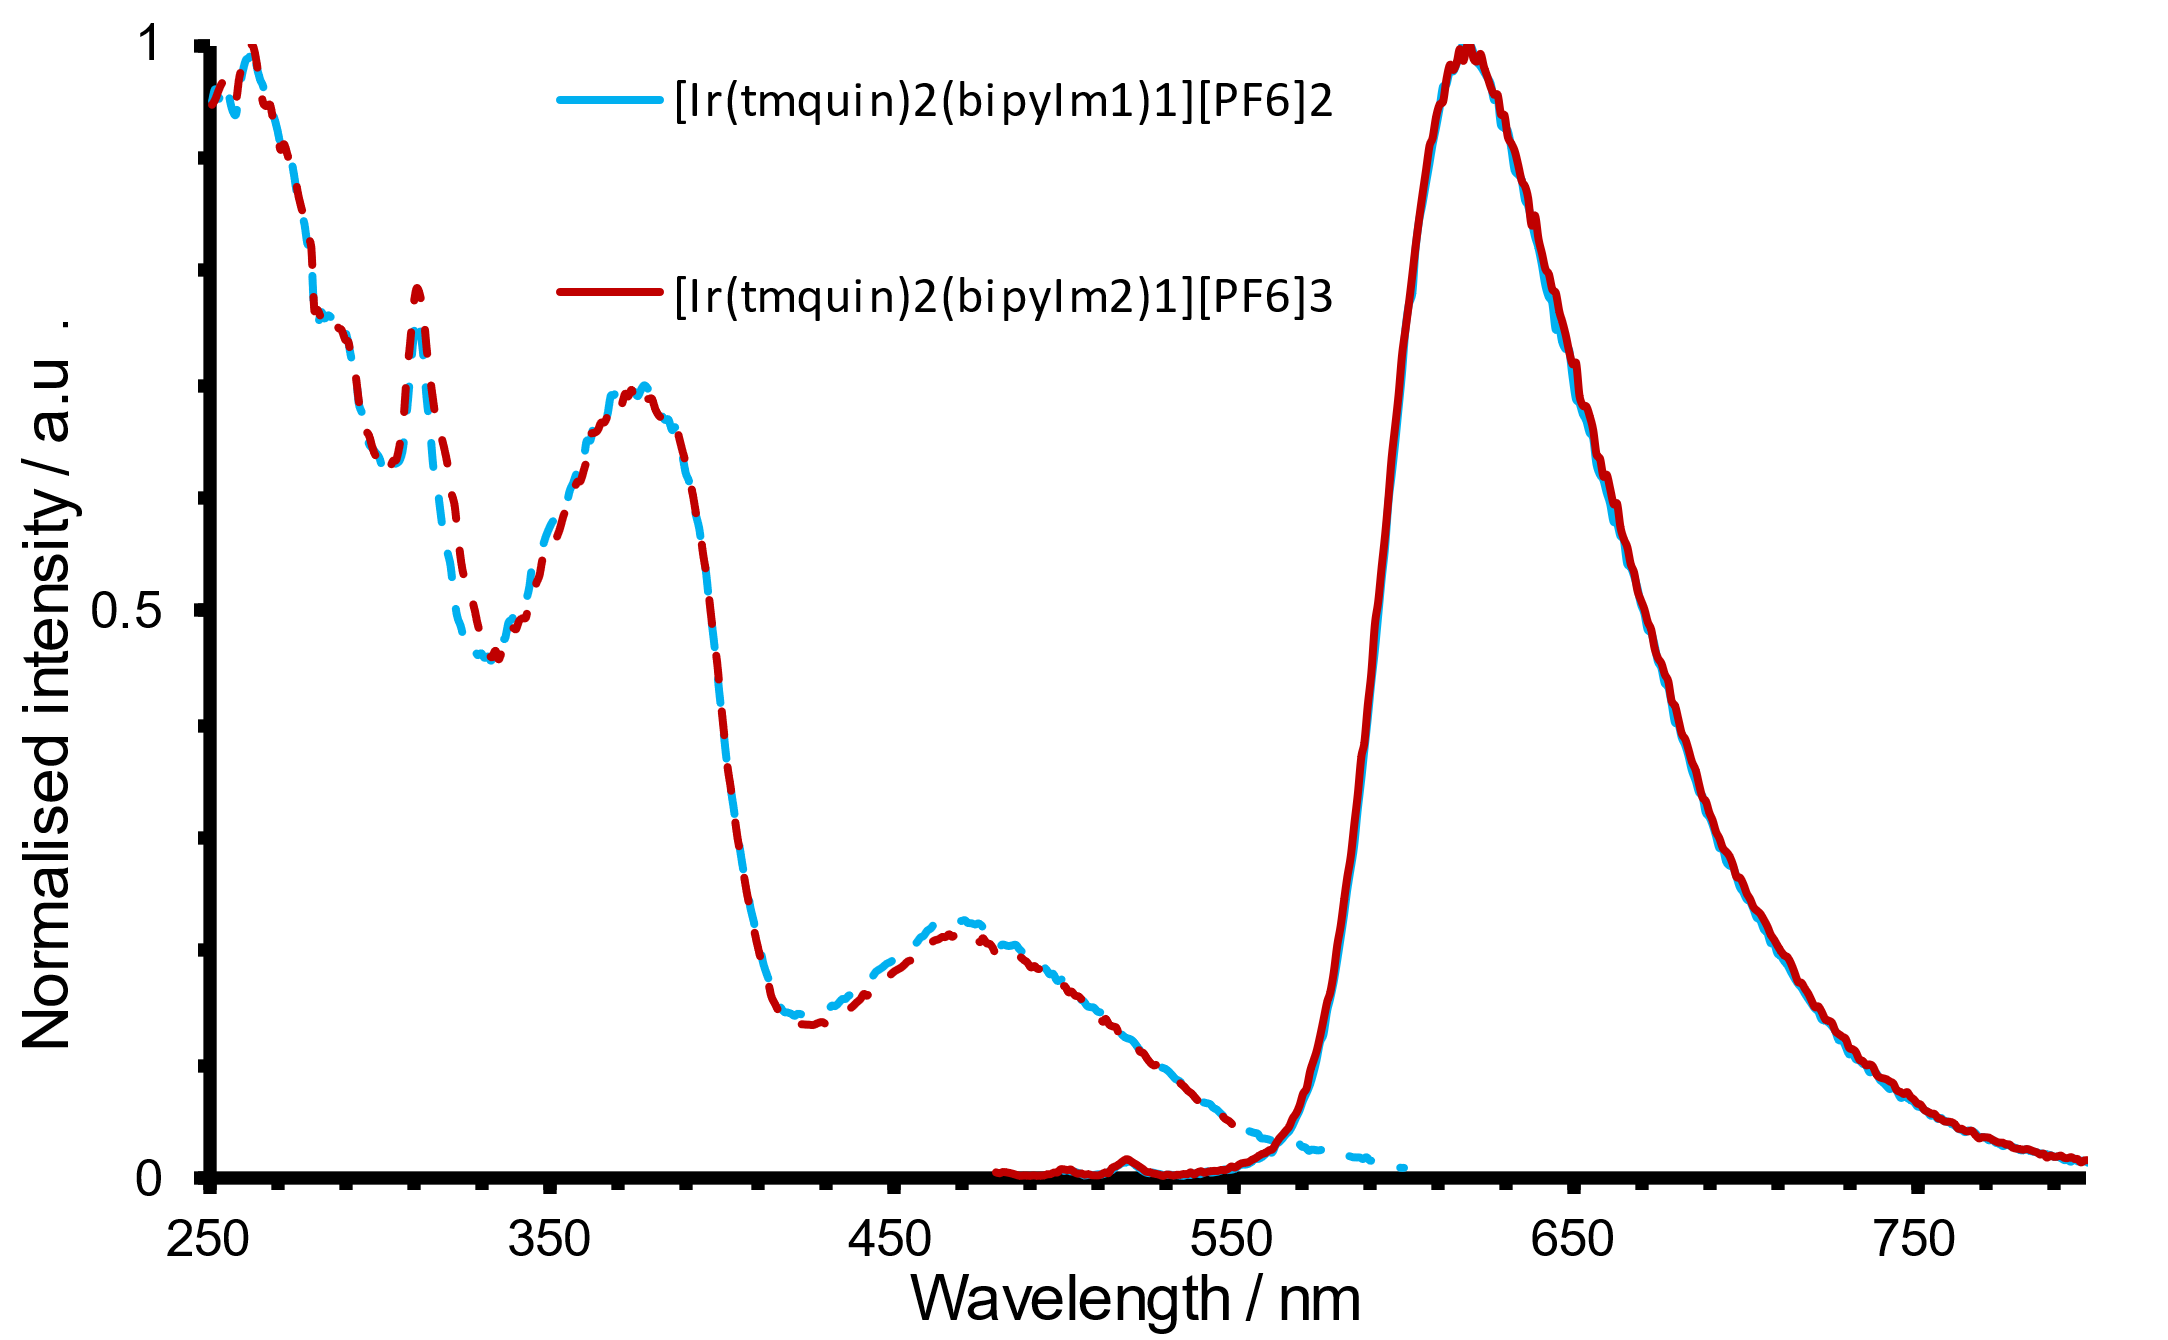 1
[Ir(tmquin)2(bipyIm1)1][PF6]2
[Ir(tmquin)2(bipyIm2)1][PF6]3
Normalised intensity / a.u .
0.5
0
250 350 450 550 650 750
Wavelength / nm